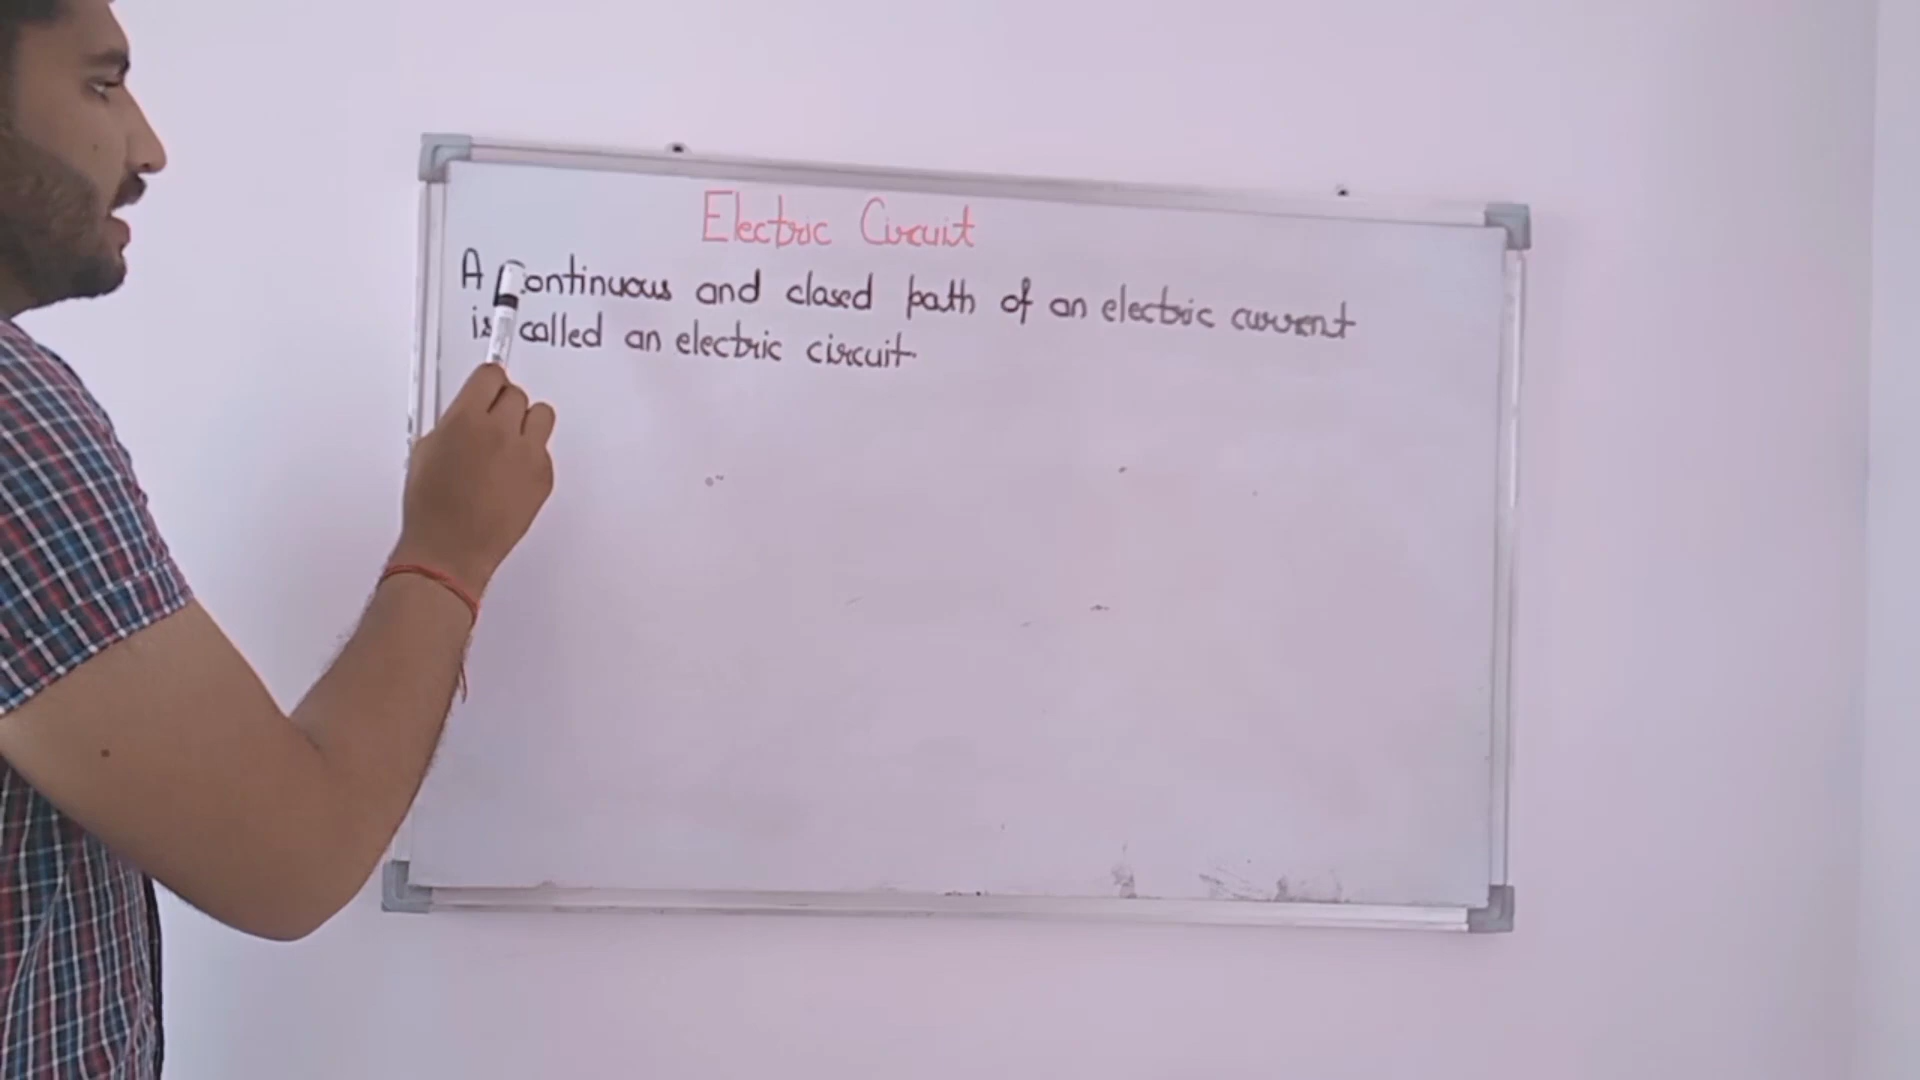 Electric Circuit
A continuous and closed path of an electric current
is called an electric circuit.